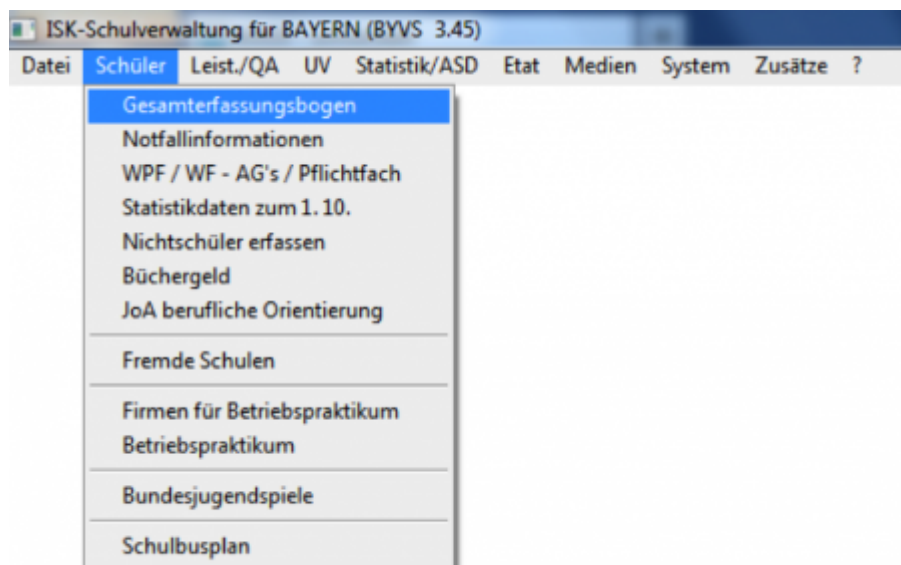 ISK-Schulverwaltung für BAYERN (BYVS 3.45)
Datei Schüler Leist./QA UV Statistik/ASD Etat Medien System Zusätze ?
Gesamterfassungsbogen
Notfallinformationen
WPF / WF - AG's / Pflichtfach
Statistikdaten zum 1. 10.
Nichtschüler erfassen
Büchergeld
JoA berufliche Orientierung
Fremde Schulen
Firmen für Betriebspraktikum
Betriebspraktikum
Bundesjugendspiele
Schulbusplan